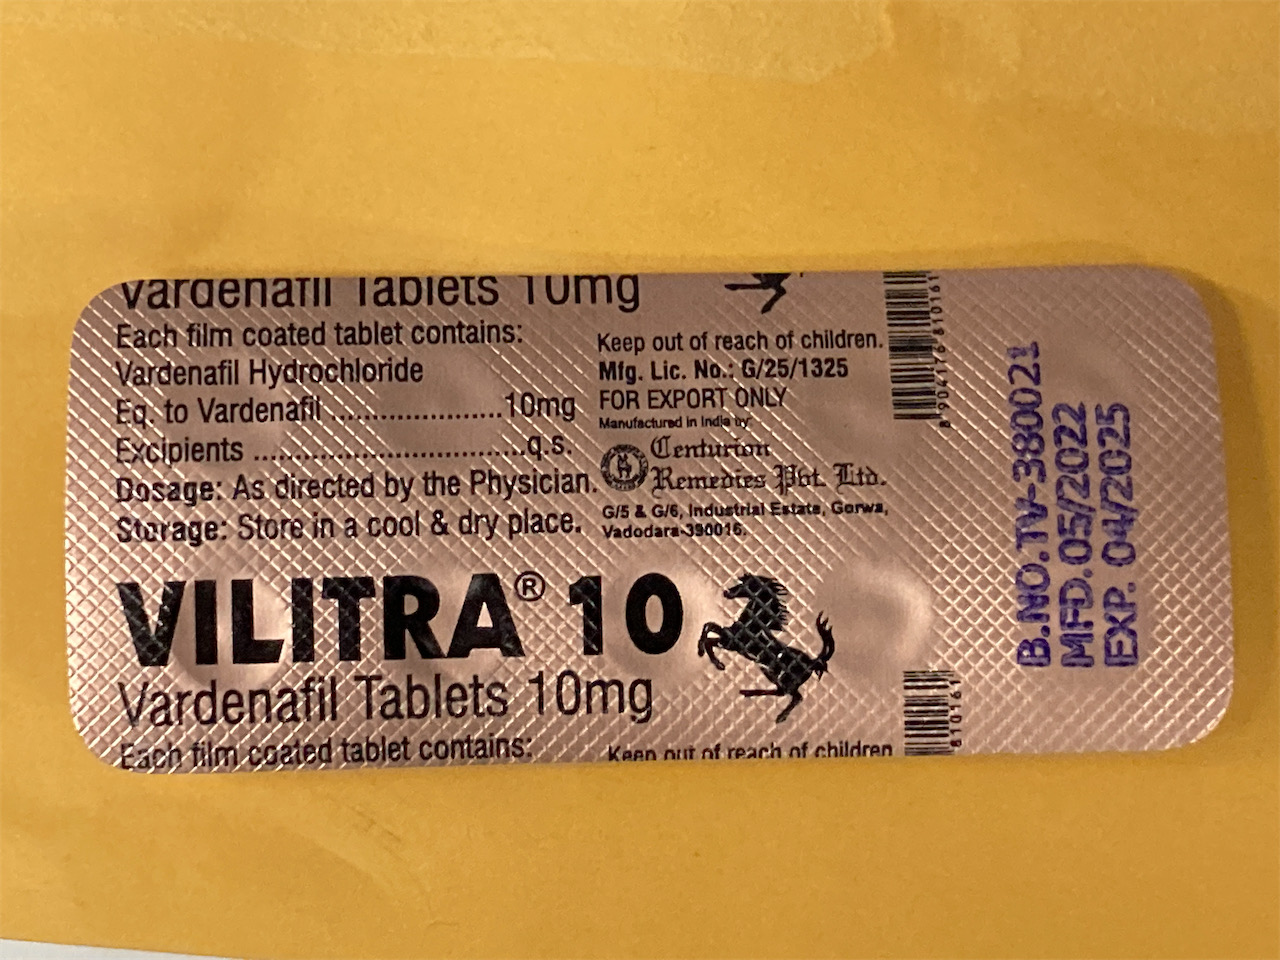 Vardenafil Tablets 10mg
Each film coated tablet contains:
Vardenafil Hydrochloride
Eq. to Vardenafil .....................10mg
Excipients ..................................q.s.
Dosage: As directed by the Physician.
Storage: Store in a cool & dry place.
Keep out of reach of children.
Mfg. Lic. No.: G/25/1325
FOR EXPORT ONLY
Manufactured in India by:
Centurion
Remedies Pvt. Ltd.
G/5 & G/6, Industrial Estate, Gorwa,
Vadodara-390016.
8904176810161
VILITRA® 10
Vardenafil Tablets 10mg
Each film coated tablet contains:
Keep out of reach of children
810161
B.NO.TV-380021
MFD.05/2022
EXP. 04/2025